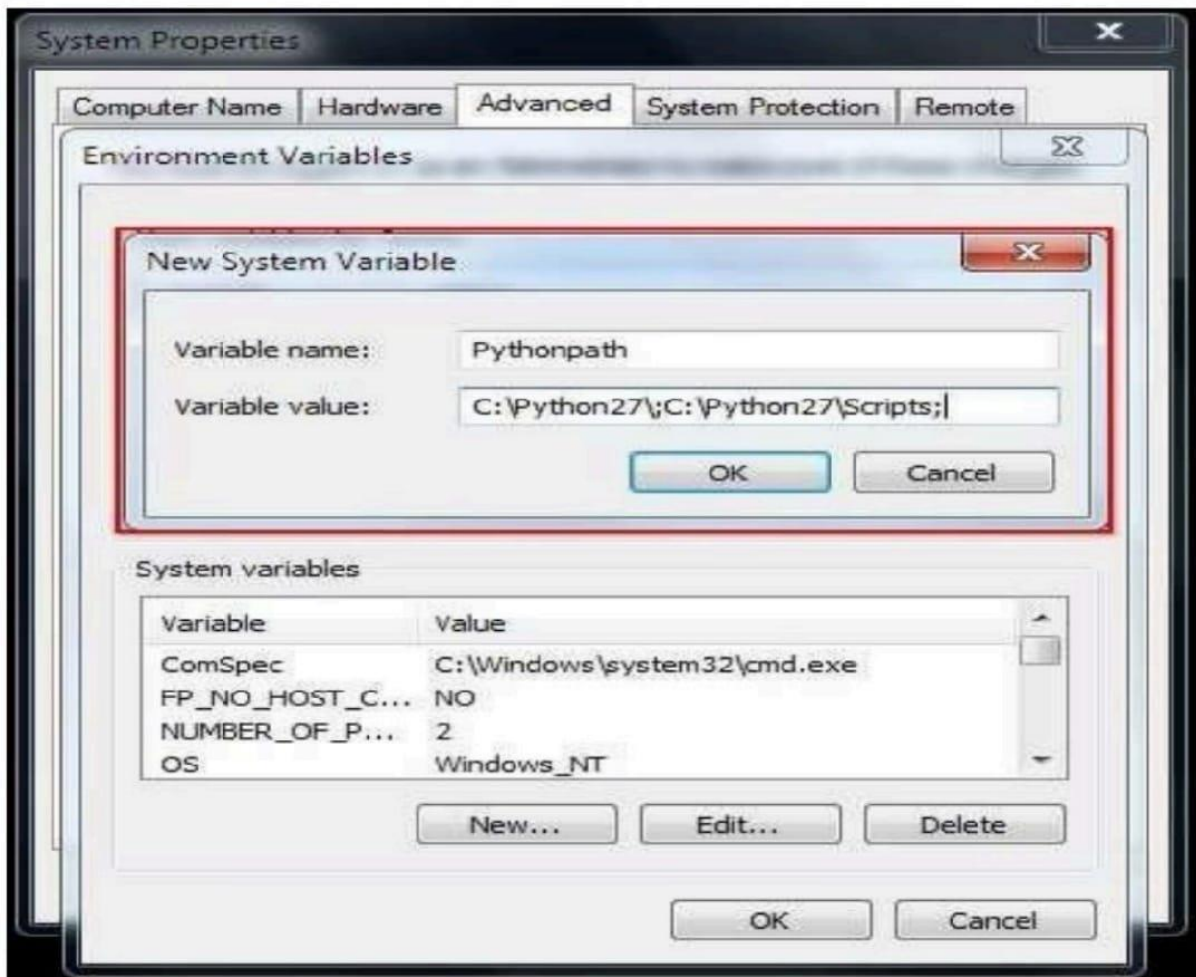 System Properties
Computer Name Hardware Advanced System Protection Remote
Environment Variables
New System Variable
Variable name: Pythonpath
Variable value: C:\Python27\;C:\Python27\Scripts;
OK Cancel
System variables
Variable Value
ComSpec C:\Windows\system32\cmd.exe
FP_NO_HOST_C... NO
NUMBER_OF_P... 2
OS Windows_NT
New... Edit... Delete
OK Cancel